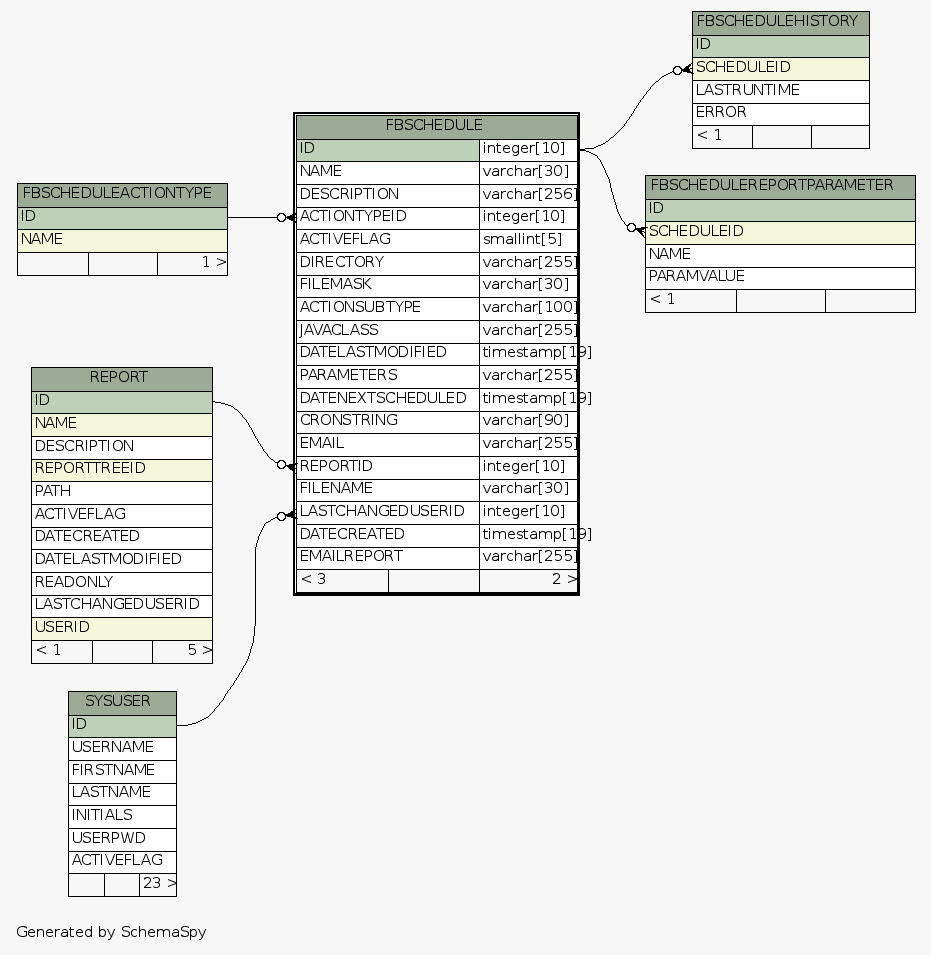 FBSCHEDULEHISTORY
ID
SCHEDULEID
LASTRUNTIME
ERROR
< 1
FBSCHEDULE
ID integer[10]
NAME varchar[30]
DESCRIPTION varchar[256]
ACTIONTYPEID integer[10]
ACTIVEFLAG smallint[5]
DIRECTORY varchar[255]
FILEMASK varchar[30]
ACTIONSUBTYPE varchar[100]
JAVACLASS varchar[255]
DATELASTMODIFIED timestamp[19]
PARAMETERS varchar[255]
DATENEXTSCHEDULED timestamp[19]
CRONSTRING varchar[90]
EMAIL varchar[255]
REPORTID integer[10]
FILENAME varchar[30]
LASTCHANGEDUSERID integer[10]
DATECREATED timestamp[19]
EMAILREPORT varchar[255]
< 3 2 >
FBSCHEDULEREPORTPARAMETER
ID
SCHEDULEID
NAME
PARAMVALUE
< 1
FBSCHEDULEACTIONTYPE
ID
NAME
1 >
REPORT
ID
NAME
DESCRIPTION
REPORTTREEID
PATH
ACTIVEFLAG
DATECREATED
DATELASTMODIFIED
READONLY
LASTCHANGEDUSERID
USERID
< 1 5 >
SYSUSER
ID
USERNAME
FIRSTNAME
LASTNAME
INITIALS
USERPWD
ACTIVEFLAG
23 >
Generated by SchemaSpy